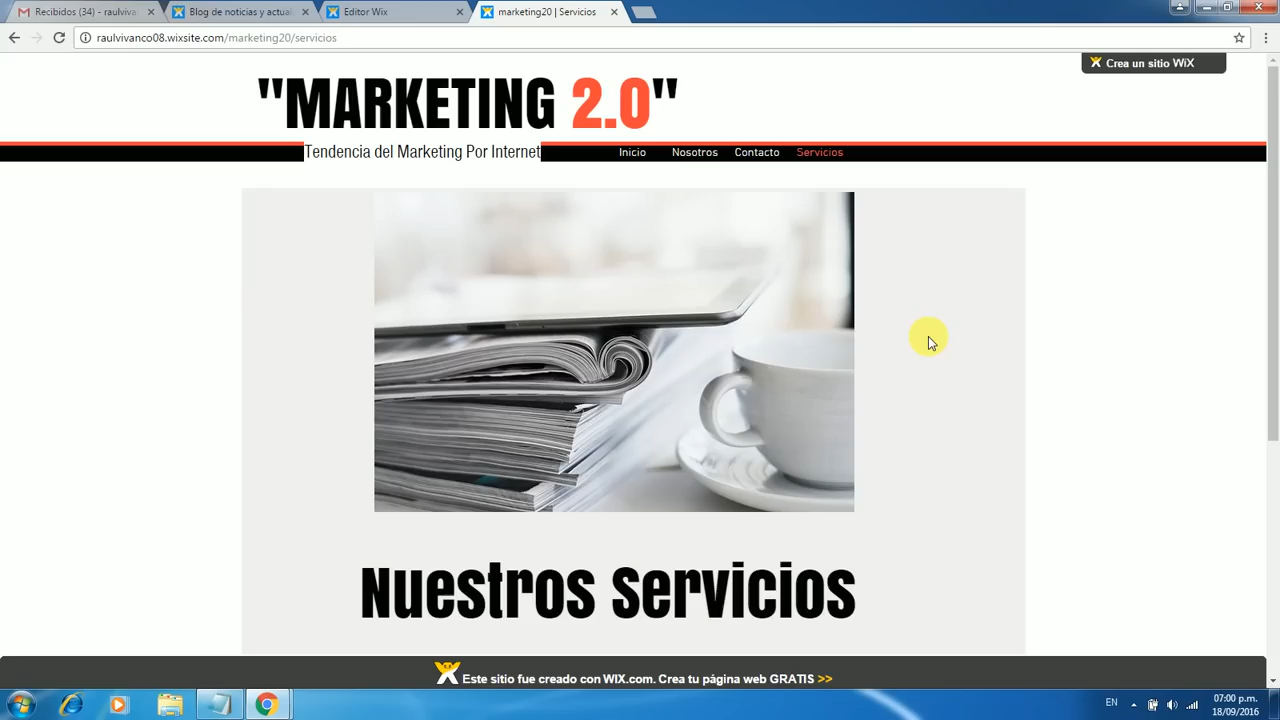 Recibidos (34) - raulviva
Blog de noticias y actual
Editor Wix
marketing20 | Servicios
raulvivanco08.wixsite.com/marketing20/servicios
Crea un sitio WiX
"MARKETING 2.0"
Tendencia del Marketing Por Internet
Inicio
Nosotros
Contacto
Servicios
Nuestros Servicios
Este sitio fue creado con WIX.com. Crea tu página web GRATIS >>
EN
07:00 p.m.
18/09/2016